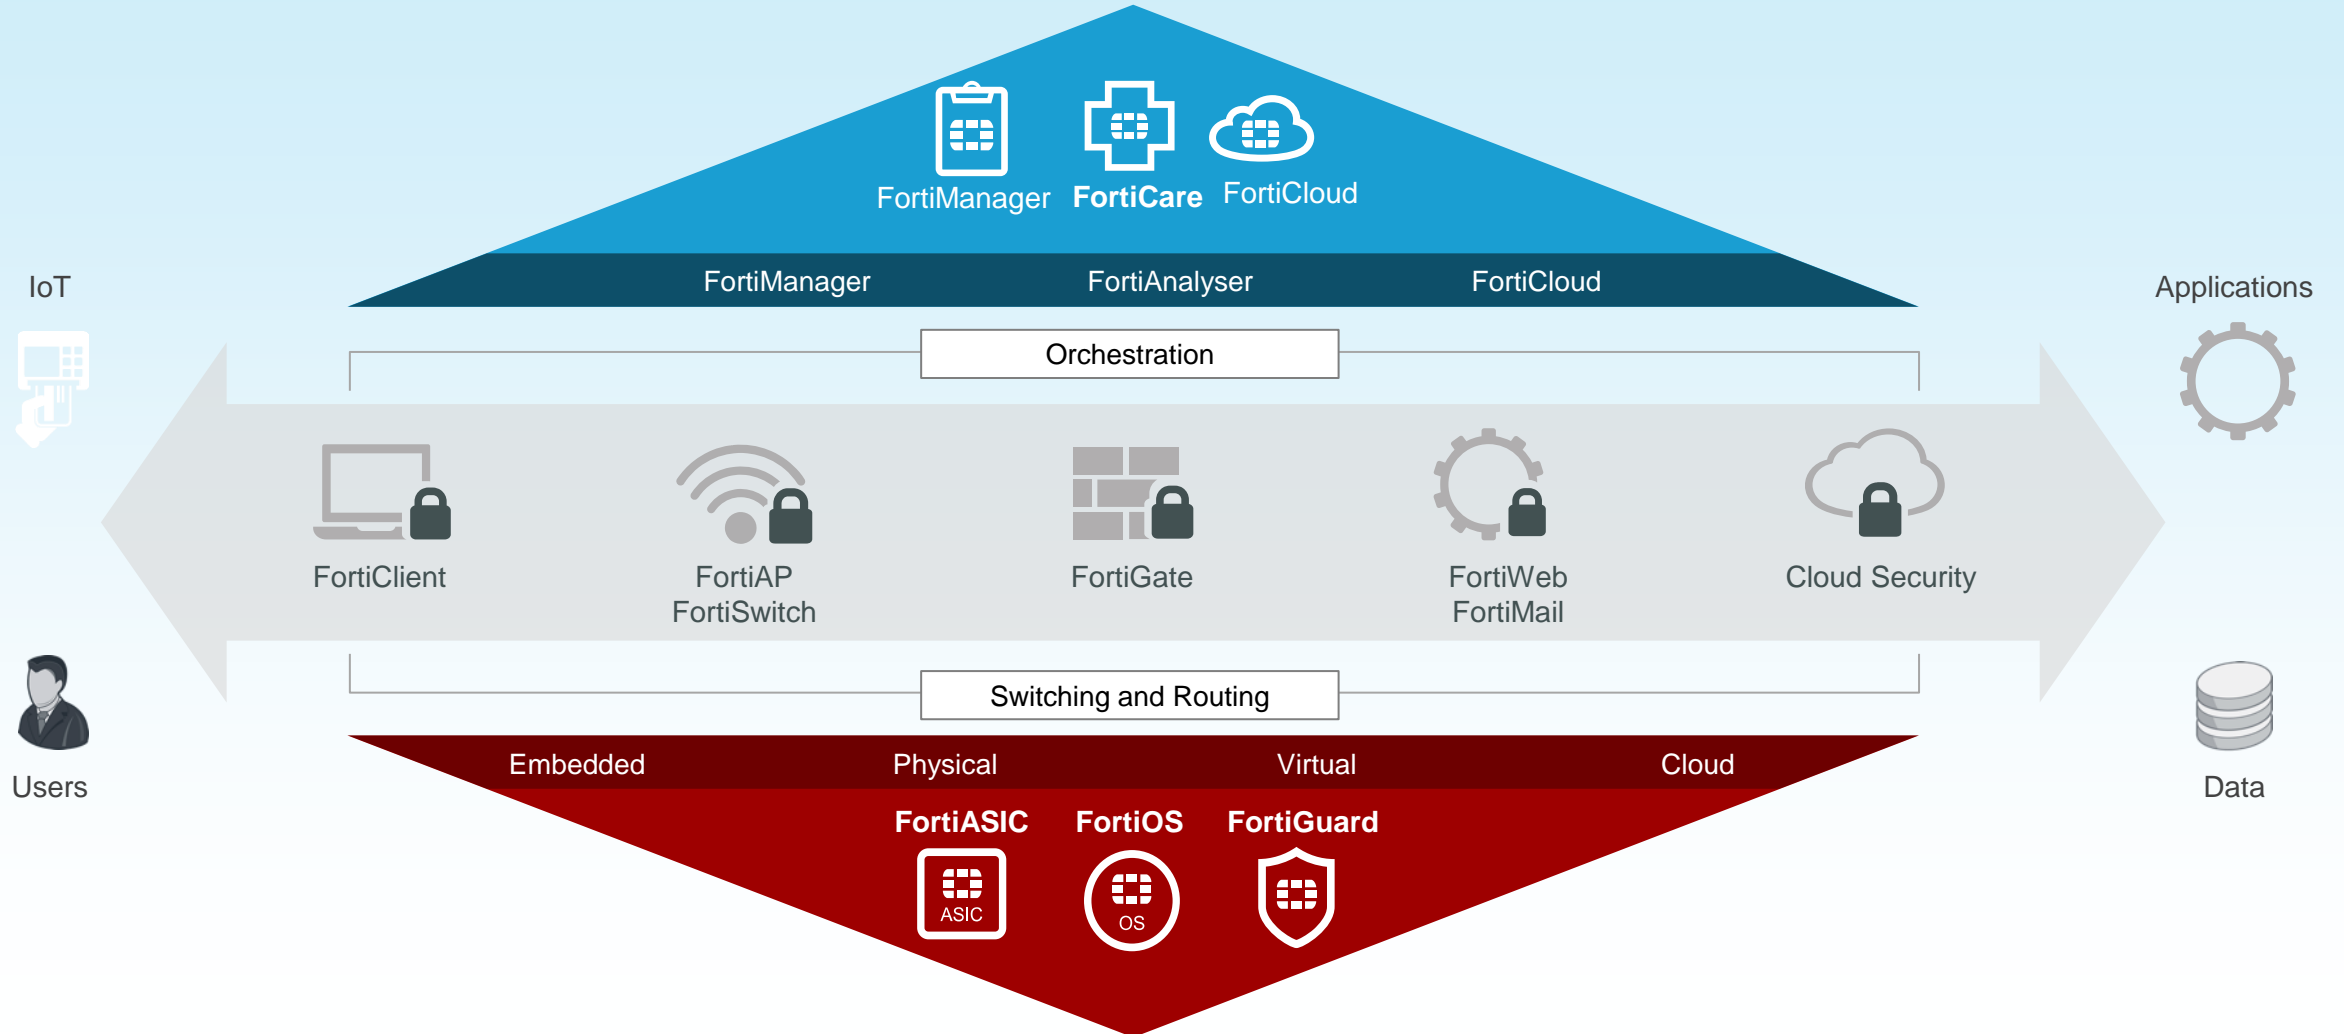 FortiManager FortiCare FortiCloud
FortiManager FortiAnalyser FortiCloud
IoT
Applications
Orchestration
FortiClient
FortiAP
FortiSwitch
FortiGate
FortiWeb
FortiMail
Cloud Security
Switching and Routing
Users
Data
Embedded Physical Virtual Cloud
FortiASIC FortiOS FortiGuard
ASIC
OS